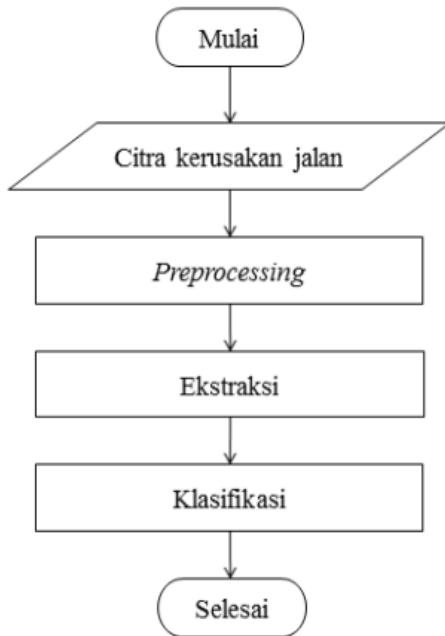 Mulai
Citra kerusakan jalan
Preprocessing
Ekstraksi
Klasifikasi
Selesai